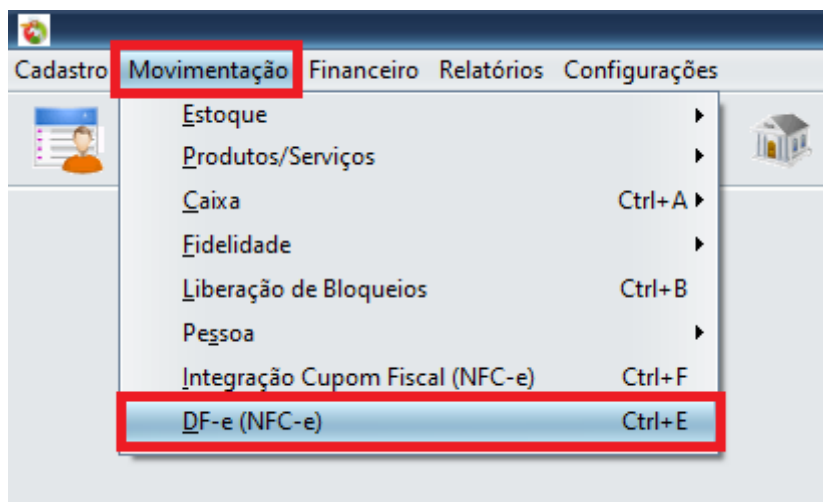 Cadastro Movimentação Financeiro Relatórios Configurações
Estoque
Produtos/Serviços
Caixa Ctrl+A
Fidelidade
Liberação de Bloqueios Ctrl+B
Pessoa
Integração Cupom Fiscal (NFC-e) Ctrl+F
DF-e (NFC-e) Ctrl+E